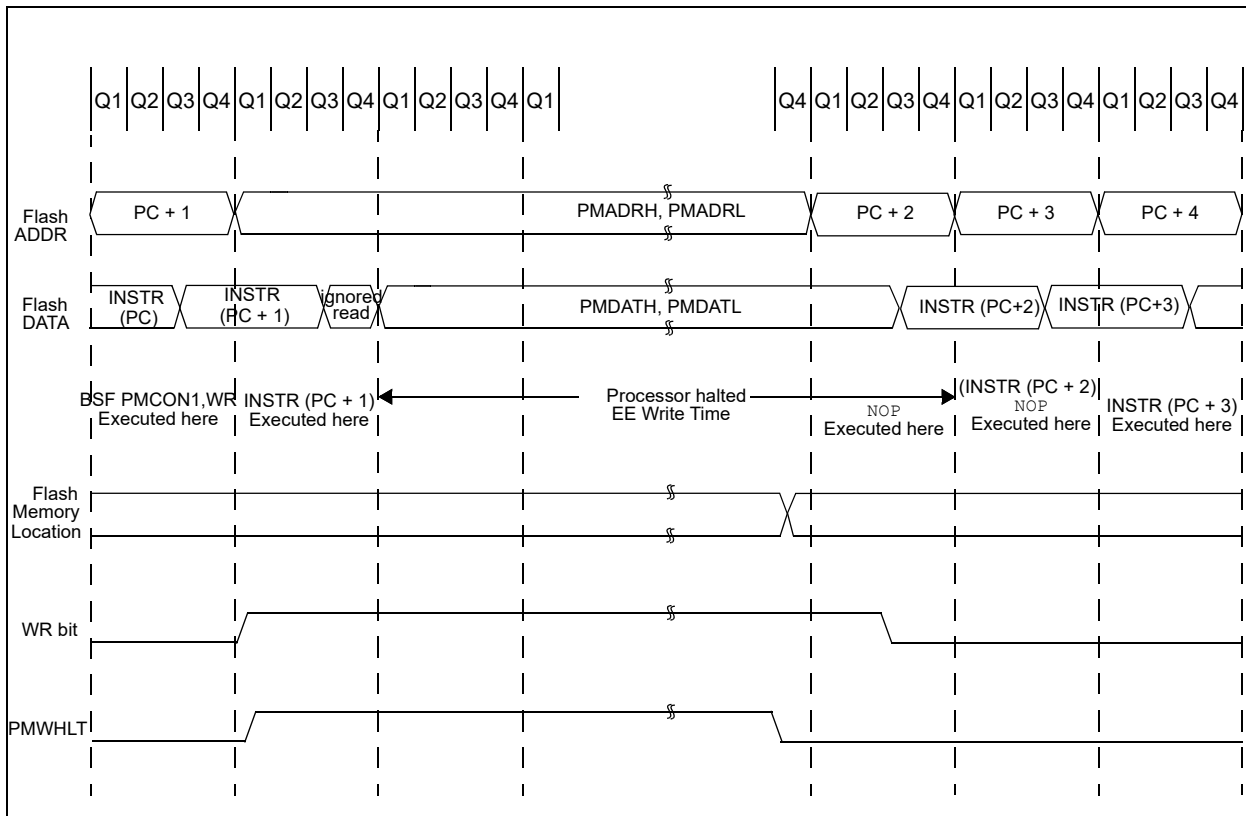 Q1 Q2 Q3 Q4 Q1 Q2 Q3 Q4 Q1 Q2 Q3 Q4 Q1 Q4 Q1 Q2 Q3 Q4 Q1 Q2 Q3 Q4 Q1 Q2 Q3 Q4
Flash
ADDR
PC + 1
PMADRH, PMADRL
PC + 2
PC + 3
PC + 4
Flash
DATA
INSTR
(PC)
INSTR
(PC + 1)
ignored
read
PMDATH, PMDATL
INSTR (PC+2)
INSTR (PC+3)
BSF PMCON1,WR
Executed here
INSTR (PC + 1)
Executed here
Processor halted
EE Write Time
NOP
Executed here
(INSTR (PC + 2)
NOP
Executed here
INSTR (PC + 3)
Executed here
Flash
Memory
Location
WR bit
PMWHLT